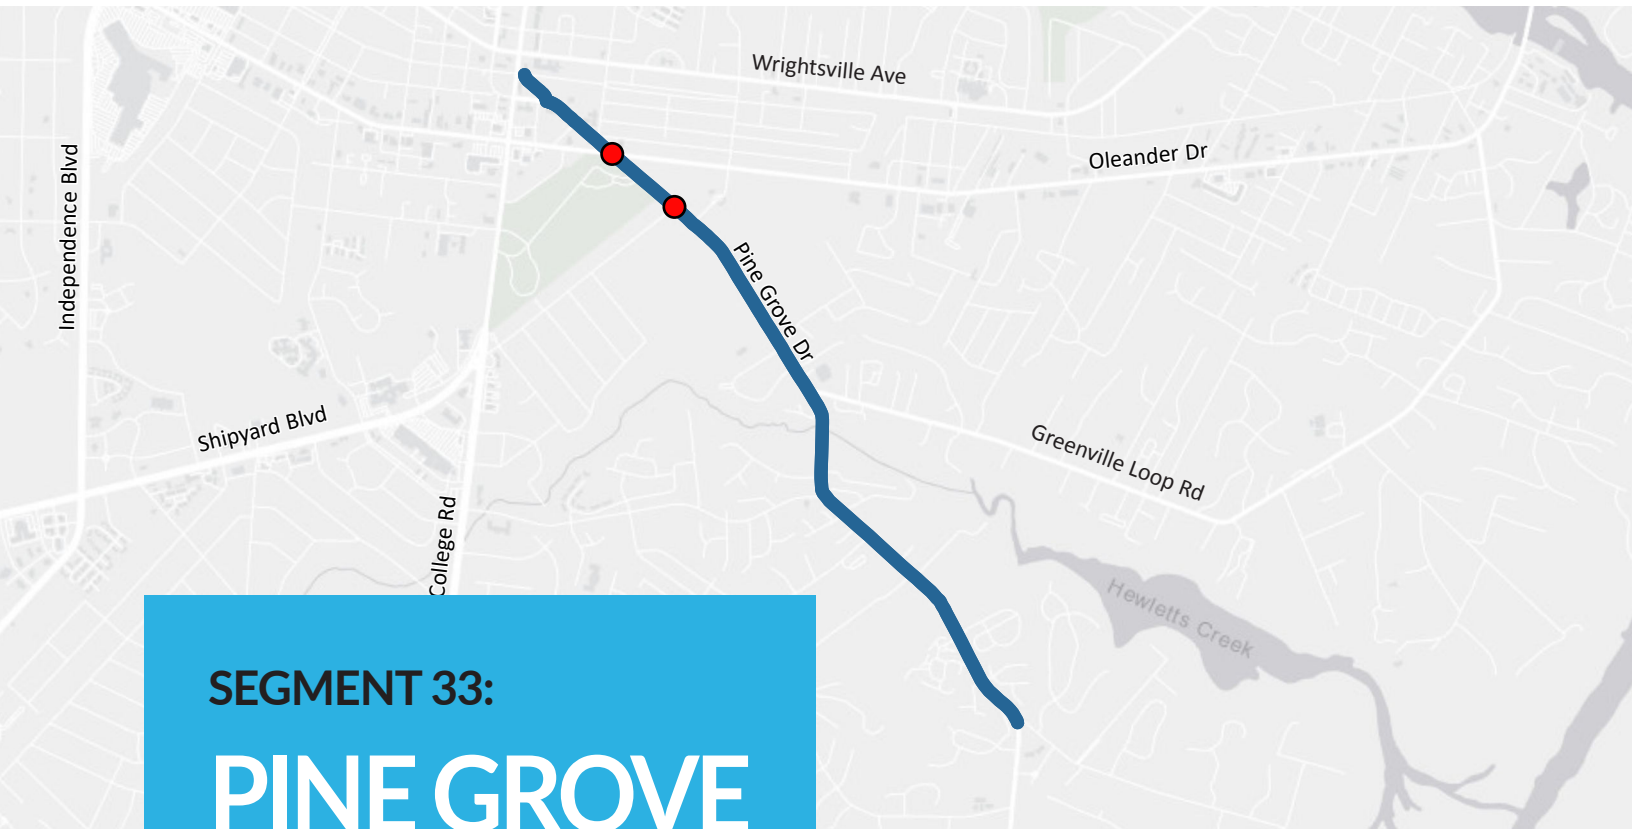 Wrightsville Ave
Oleander Dr
Independence Blvd
Pine Grove Dr
Shipyard Blvd
Greenville Loop Rd
College Rd
Hewletts Creek
SEGMENT 33:
PINE GROVE